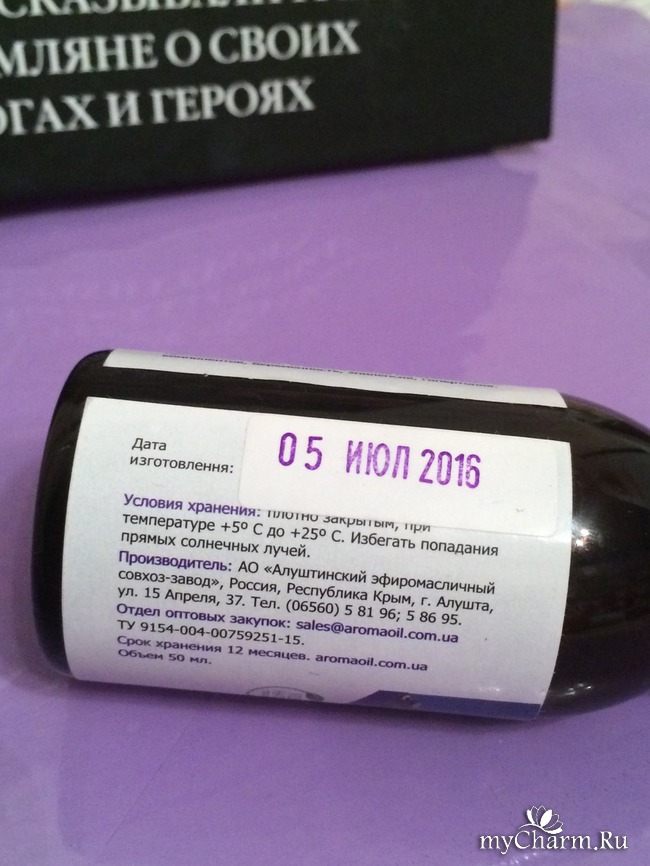 МЛЯНЕ О СВОИХ
ОГАХ И ГЕРОЯХ
Дата
изготовления:
05 ИЮЛ 2016
Условия хранения: плотно закрытым, при
температуре +5º С до +25º С. Избегать попадания
прямых солнечных лучей.
Производитель: АО «Алуштинский эфиромасличный
совхоз-завод», Россия, Республика Крым, г. Алушта,
ул. 15 Апреля, 37. Тел. (06560) 5 81 96; 5 86 95.
Отдел оптовых закупок: sales@aromaoil.com.ua
ТУ 9154-004-00759251-15.
Срок хранения 12 месяцев. aromaoil.com.ua
Объем 50 мл.
myCharm.Ru